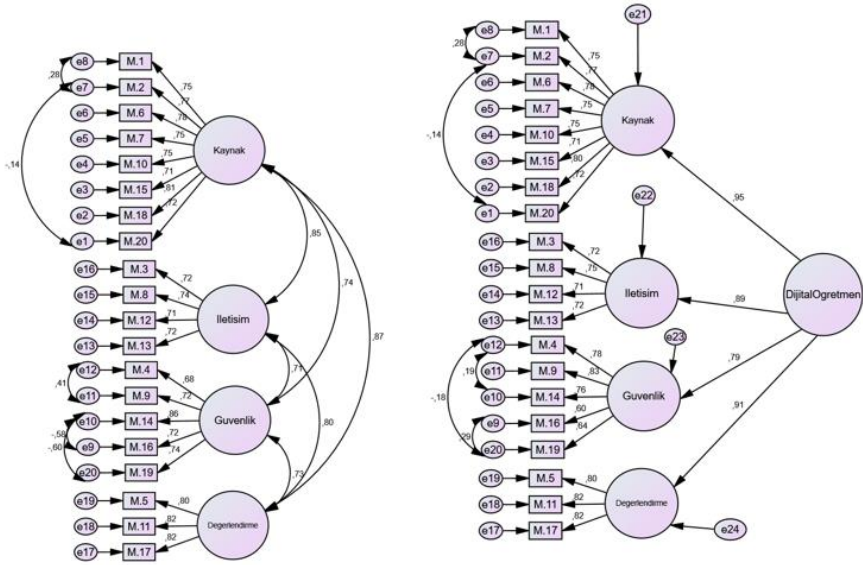 e8 M.1
,75
,28
e7 M.2
,77
e6 M.6
,78
e5 M.7
,75
Kaynak
e4 M.10
,75
-,14
e3 M.15
,71
e2 M.18
,81
e1 M.20
,72
,85
,74
,87
e16 M.3
,72
e15 M.8
,74
Iletisim
e14 M.12
,71
e13 M.13
,72
,71
,80
e12 M.4
,68
,41
e11 M.9
,72
Guvenlik
e10 M.14
,86
-,58
e9 M.16
,72
-,60
e20 M.19
,74
,73
e19 M.5
,80
e18 M.11
,82
Degerlendirme
e17 M.17
,82
e21
e8 M.1
,75
,28
e7 M.2
,77
e6 M.6
,78
e5 M.7
,75
Kaynak
e4 M.10
,75
-,14
e3 M.15
,71
e2 M.18
,80
e1 M.20
,72
,95
e22
e16 M.3
,72
e15 M.8
,75
Iletisim
e14 M.12
,71
e13 M.13
,72
,89
DijitalOgretmen
e23
e12 M.4
,78
,19
e11 M.9
,83
,79
Guvenlik
e10 M.14
,76
-,18
e9 M.16
,60
,29
e20 M.19
,64
,91
e19 M.5
,80
e18 M.11
,82
Degerlendirme
e17 M.17
,82
e24